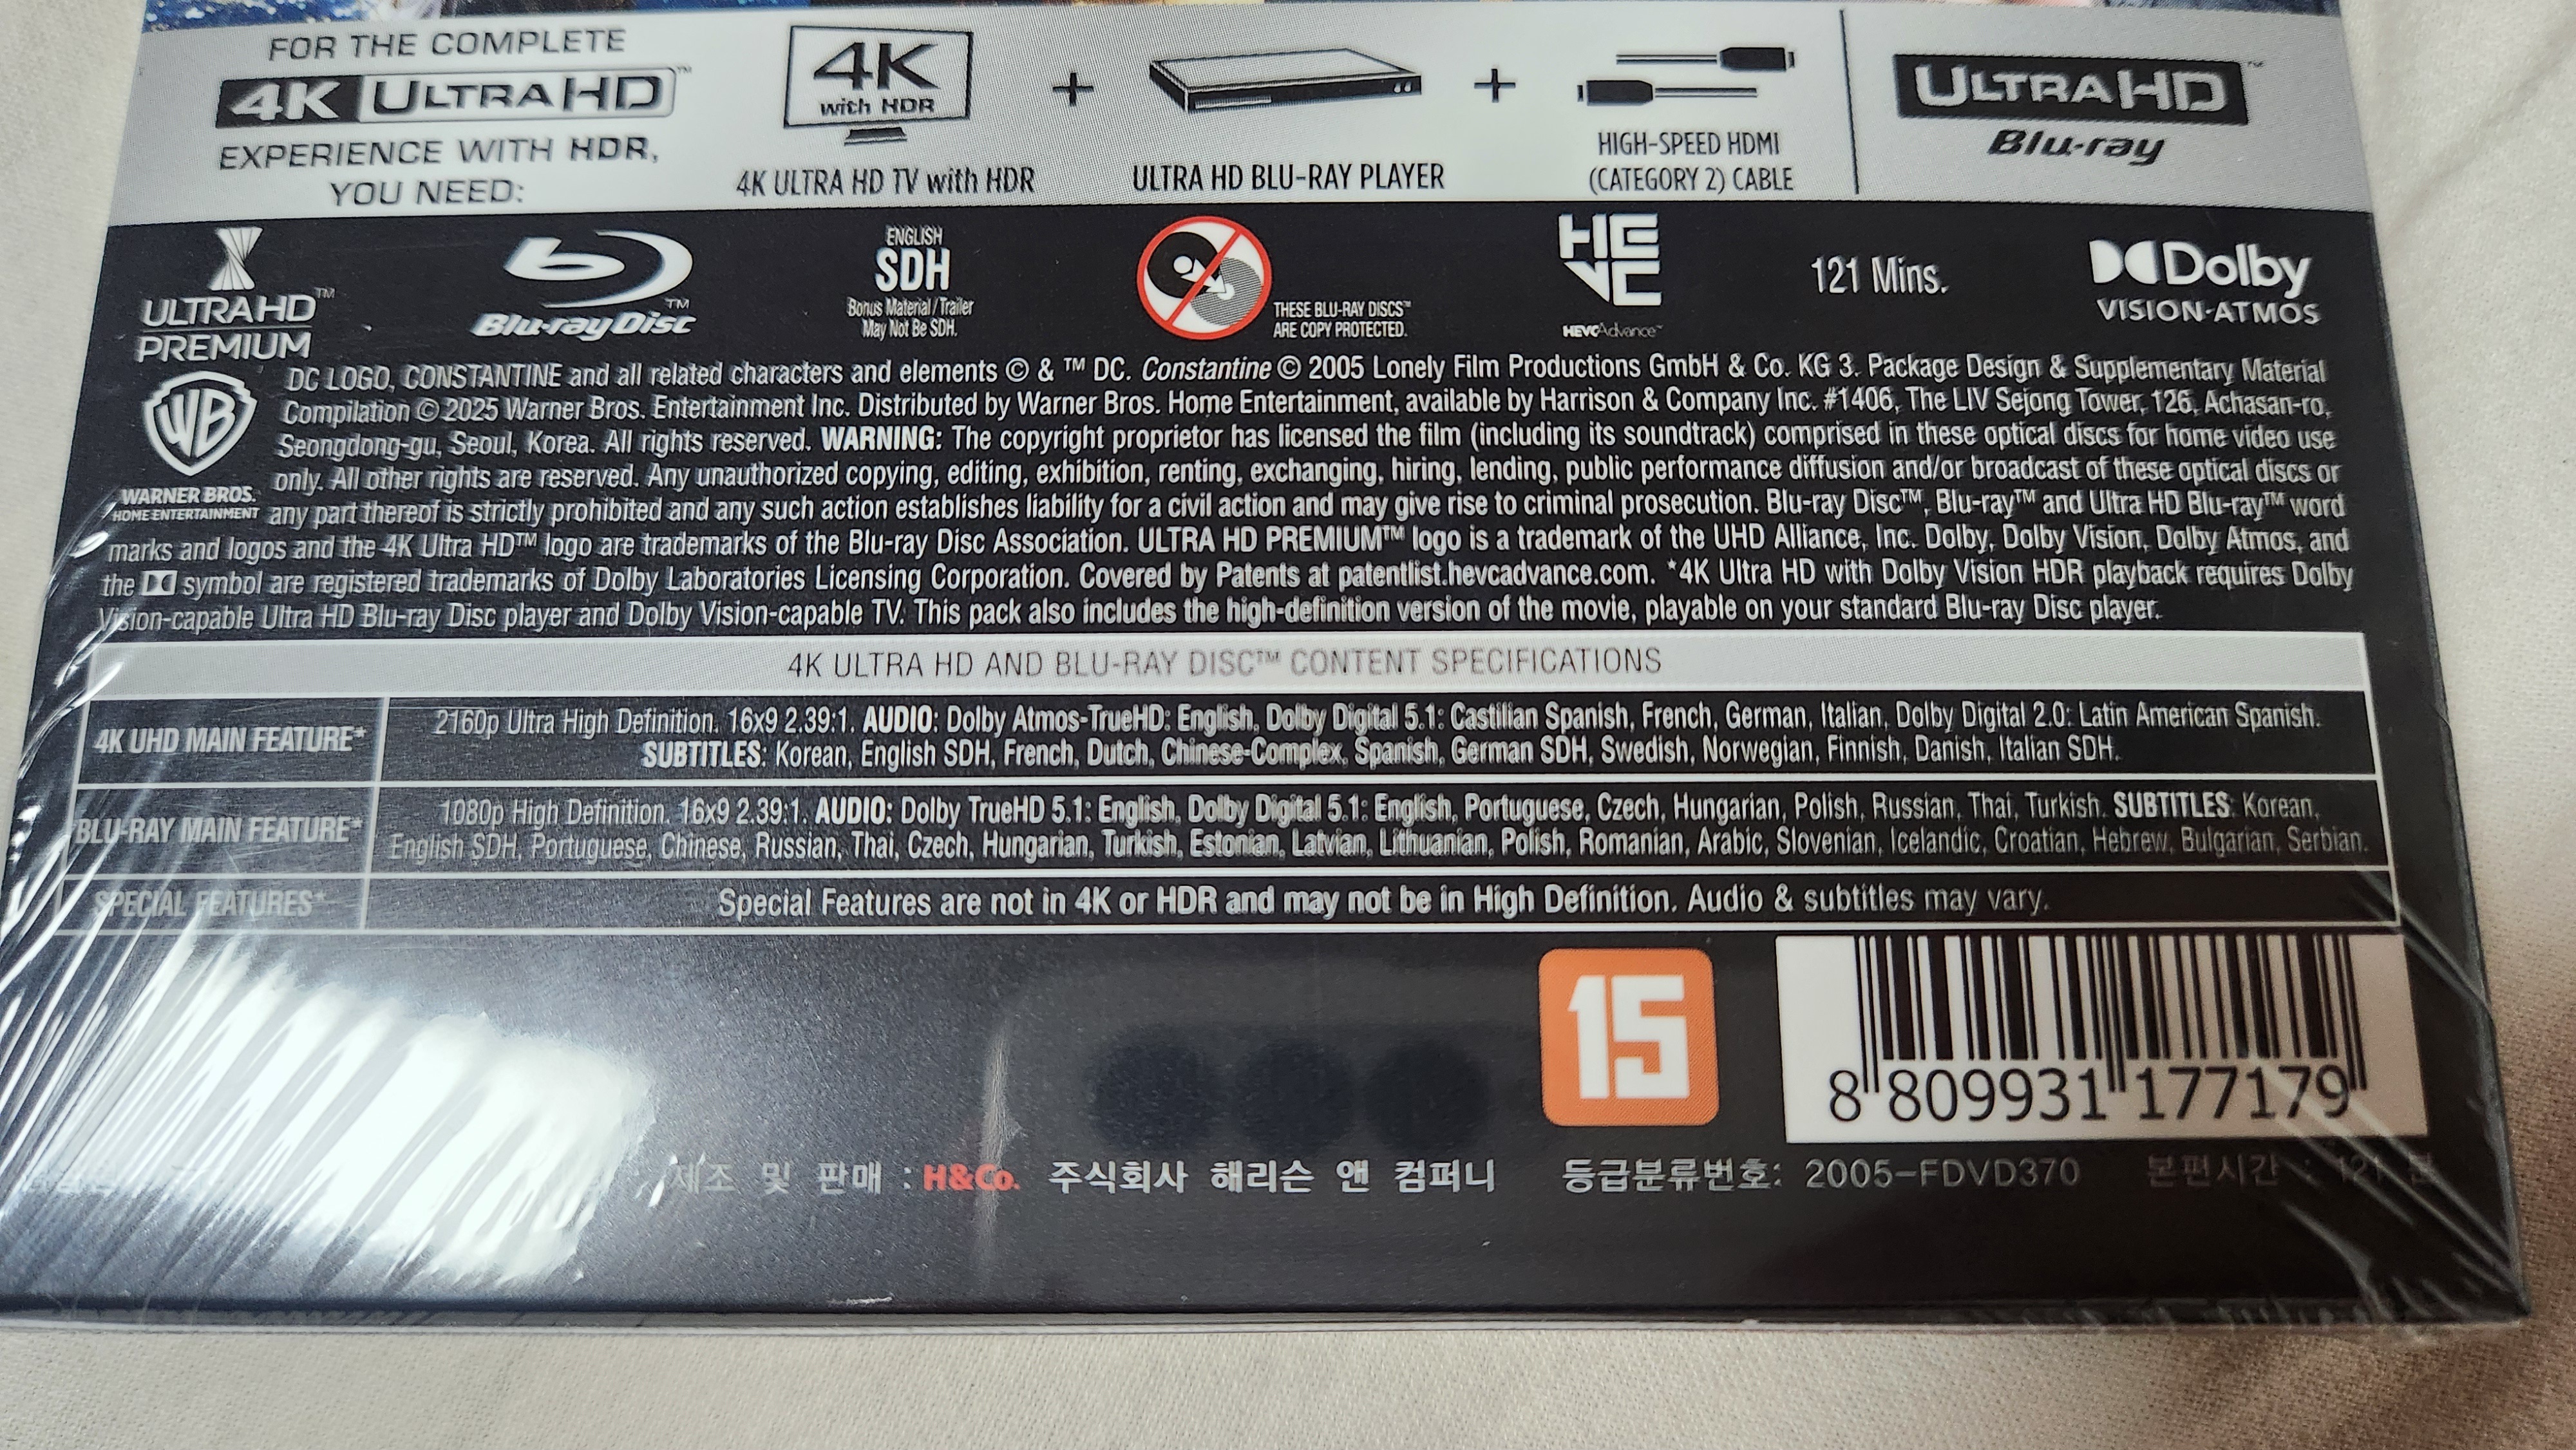 FOR THE COMPLETE
4K ULTRA HD™
EXPERIENCE WITH HDR,
YOU NEED:
4K
with HDR
4K ULTRA HD TV with HDR
+
ULTRA HD BLU-RAY PLAYER
+
HIGH-SPEED HDMI
(CATEGORY 2) CABLE
ULTRA HD™
Blu-ray
ULTRA HD™
PREMIUM
Blu-ray Disc™
ENGLISH
SDH
Bonus Material / Trailer
May Not Be SDH.
THESE BLU-RAY DISCS™
ARE COPY PROTECTED.
HEVC
HEVC Advance™
121 Mins.
Dolby
VISION·ATMOS
WB
WARNER BROS.
HOME ENTERTAINMENT
DC LOGO, CONSTANTINE and all related characters and elements © & ™ DC. Constantine © 2005 Lonely Film Productions GmbH & Co. KG 3. Package Design & Supplementary Material
Compilation © 2025 Warner Bros. Entertainment Inc. Distributed by Warner Bros. Home Entertainment, available by Harrison & Company Inc. #1406, The LIV Sejong Tower, 126, Achasan-ro,
Seongdong-gu, Seoul, Korea. All rights reserved. WARNING: The copyright proprietor has licensed the film (including its soundtrack) comprised in these optical discs for home video use
only. All other rights are reserved. Any unauthorized copying, editing, exhibition, renting, exchanging, hiring, lending, public performance diffusion and/or broadcast of these optical discs or
any part thereof is strictly prohibited and any such action establishes liability for a civil action and may give rise to criminal prosecution. Blu-ray Disc™, Blu-ray™ and Ultra HD Blu-ray™ word
marks and logos and the 4K Ultra HD™ logo are trademarks of the Blu-ray Disc Association. ULTRA HD PREMIUM™ logo is a trademark of the UHD Alliance, Inc. Dolby, Dolby Vision, Dolby Atmos, and
the symbol are registered trademarks of Dolby Laboratories Licensing Corporation. Covered by Patents at patentlist.hevcadvance.com. *4K Ultra HD with Dolby Vision HDR playback requires Dolby
Vision-capable Ultra HD Blu-ray Disc player and Dolby Vision-capable TV. This pack also includes the high-definition version of the movie, playable on your standard Blu-ray Disc player.
4K ULTRA HD AND BLU-RAY DISC™ CONTENT SPECIFICATIONS
4K UHD MAIN FEATURE*
2160p Ultra High Definition. 16x9 2.39:1. AUDIO: Dolby Atmos-TrueHD: English, Dolby Digital 5.1: Castilian Spanish, French, German, Italian, Dolby Digital 2.0: Latin American Spanish.
SUBTITLES: Korean, English SDH, French, Dutch, Chinese-Complex, Spanish, German SDH, Swedish, Norwegian, Finnish, Danish, Italian SDH.
BLU-RAY MAIN FEATURE*
1080p High Definition. 16x9 2.39:1. AUDIO: Dolby TrueHD 5.1: English, Dolby Digital 5.1: English, Portuguese, Czech, Hungarian, Polish, Russian, Thai, Turkish. SUBTITLES: Korean,
English SDH, Portuguese, Chinese, Russian, Thai, Czech, Hungarian, Turkish, Estonian, Latvian, Lithuanian, Polish, Romanian, Arabic, Slovenian, Icelandic, Croatian, Hebrew, Bulgarian, Serbian.
SPECIAL FEATURES*
Special Features are not in 4K or HDR and may not be in High Definition. Audio & subtitles may vary.
15
8 809931 177179
제조 및 판매 : H&Co. 주식회사 해리슨 앤 컴퍼니 등급분류번호: 2005-FDVD370 본편시간 : 121 분